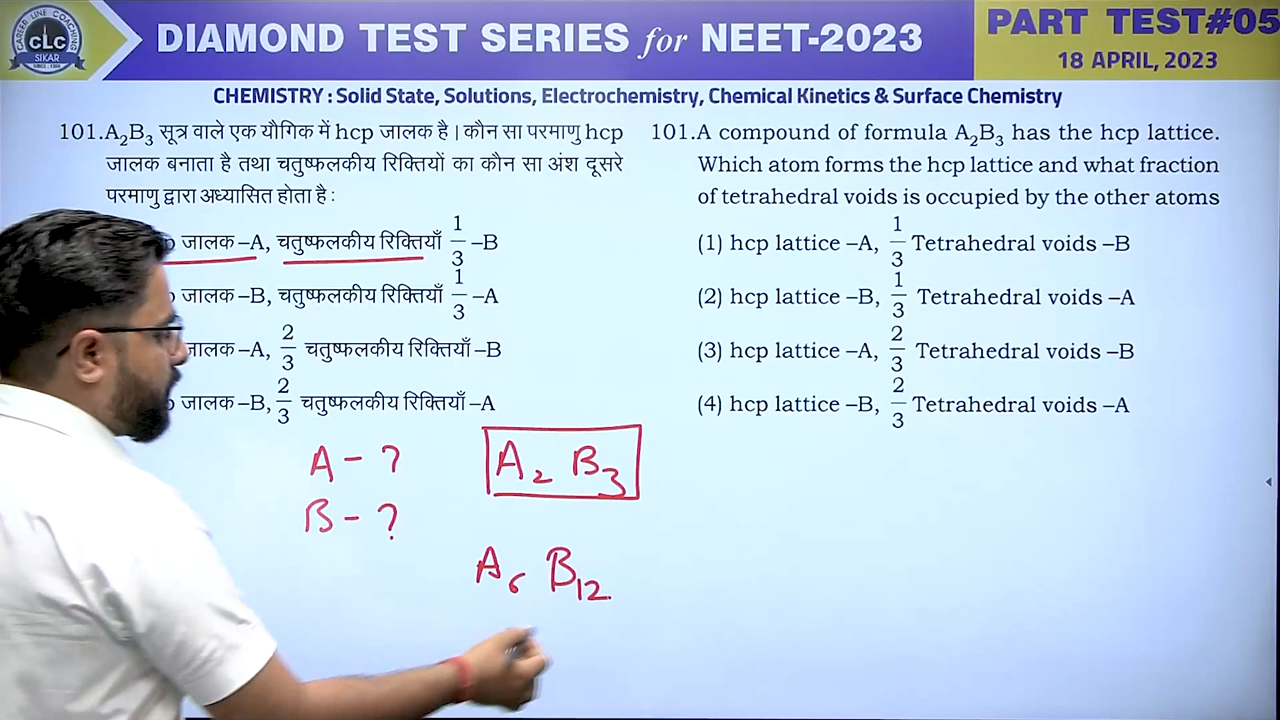 CAREER LINE COACHING
CLC
SIKAR
SINCE : 1996
DIAMOND TEST SERIES for NEET-2023
PART TEST#05
18 APRIL, 2023
CHEMISTRY : Solid State, Solutions, Electrochemistry, Chemical Kinetics & Surface Chemistry
101. A₂B₃ सूत्र वाले एक यौगिक में hcp जालक है। कौन सा परमाणु hcp
जालक बनाता है तथा चतुष्फलकीय रिक्तियों का कौन सा अंश दूसरे
परमाणु द्वारा अध्यासित होता है :
जालक –A, चतुष्फलकीय रिक्तियाँ 1/3 –B
जालक –B, चतुष्फलकीय रिक्तियाँ 1/3 –A
जालक –A, 2/3 चतुष्फलकीय रिक्तियाँ –B
जालक –B, 2/3 चतुष्फलकीय रिक्तियाँ –A
101. A compound of formula A₂B₃ has the hcp lattice.
Which atom forms the hcp lattice and what fraction
of tetrahedral voids is occupied by the other atoms
(1) hcp lattice –A, 1/3 Tetrahedral voids –B
(2) hcp lattice –B, 1/3 Tetrahedral voids –A
(3) hcp lattice –A, 2/3 Tetrahedral voids –B
(4) hcp lattice –B, 2/3 Tetrahedral voids –A
A – ?
B – ?
A₂ B₃
A₆ B₁₂